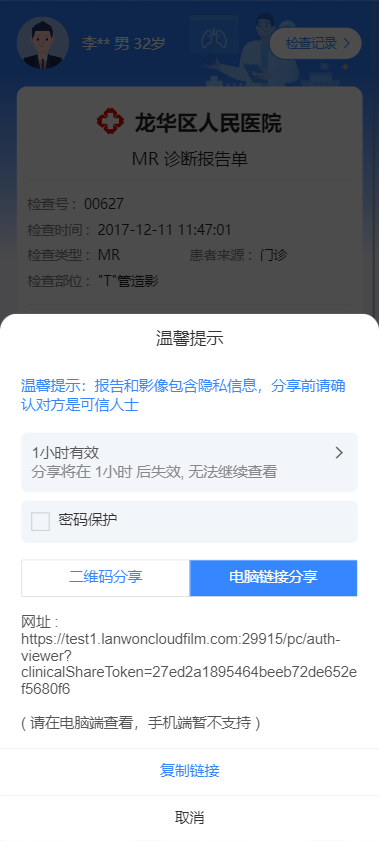 李** 男 32岁
检查记录
龙华区人民医院
MR 诊断报告单
检查号：00627
检查时间：2017-12-11 11:47:01
检查类型：MR 患者来源：门诊
检查部位："T"管造影
温馨提示
温馨提示：报告和影像包含隐私信息，分享前请确
认对方是可信人士
1小时有效
分享将在 1小时 后失效, 无法继续查看
密码保护
二维码分享 电脑链接分享
网址 :
https://test1.lanwoncloudfilm.com:29915/pc/auth-
viewer?
clinicalShareToken=27ed2a1895464beeb72de652e
f5680f6
( 请在电脑端查看，手机端暂不支持 )
复制链接
取消